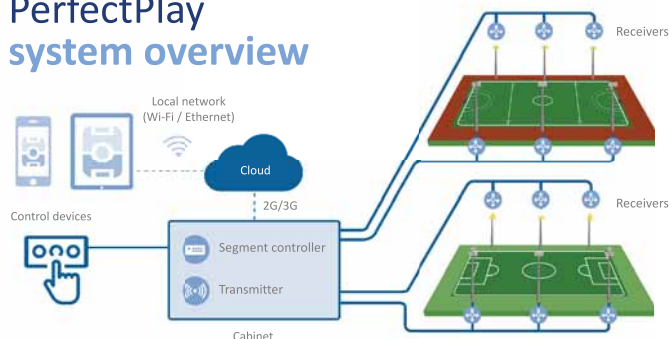 PerfectPlay
system overview
Receivers
Local network
(Wi-Fi / Ethernet)
Cloud
2G/3G
Receivers
Control devices
Segment controller
Transmitter
Cabinet